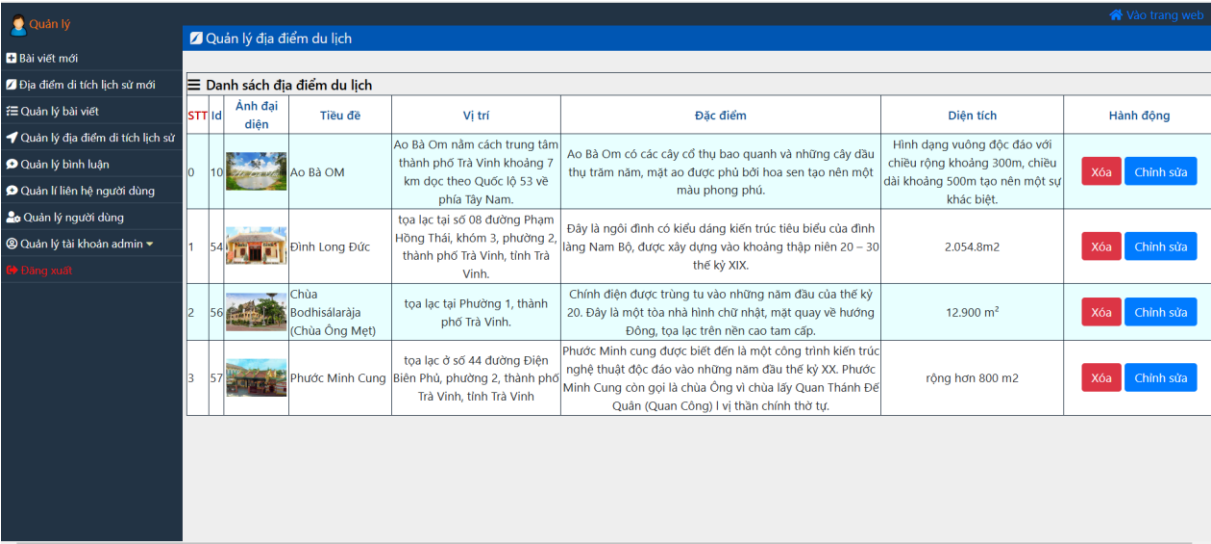 Quản lý
Vào trang web
Quản lý địa điểm du lịch
Bài viết mới
Địa điểm di tích lịch sử mới
Quản lý bài viết
Quản lý địa điểm di tích lịch sử
Quản lý bình luận
Quản lí liên hệ người dùng
Quản lý người dùng
Quản lý tài khoản admin
Đăng xuất
Danh sách địa điểm du lịch
STT Id Ảnh đại diện Tiêu đề Vị trí Đặc điểm Diện tích Hành động
0 10 Ao Bà OM
Ao Bà Om nằm cách trung tâm
thành phố Trà Vinh khoảng 7
km dọc theo Quốc lộ 53 về
phía Tây Nam.
Ao Bà Om có các cây cổ thụ bao quanh và những cây dầu
thụ trăm năm, mặt ao được phủ bởi hoa sen tạo nên một
màu phong phú.
Hình dạng vuông độc đáo với
chiều rộng khoảng 300m, chiều
dài khoảng 500m tạo nên một sự
khác biệt.
Xóa Chỉnh sửa
1 54 Đình Long Đức
tọa lạc tại số 08 đường Phạm
Hồng Thái, khóm 3, phường 2,
thành phố Trà Vinh, tỉnh Trà
Vinh.
Đây là ngôi đình có kiểu dáng kiến trúc tiêu biểu của đình
làng Nam Bộ, được xây dựng vào khoảng thập niên 20 – 30
thế kỷ XIX.
2.054.8m2
Xóa Chỉnh sửa
2 56 Chùa
Bodhisálaràja
(Chùa Ông Mẹt)
tọa lạc tại Phường 1, thành
phố Trà Vinh.
Chính điện được trùng tu vào những năm đầu của thế kỷ
20. Đây là một tòa nhà hình chữ nhật, mặt quay về hướng
Đông, tọa lạc trên nền cao tam cấp.
12.900 m²
Xóa Chỉnh sửa
3 57 Phước Minh Cung
tọa lạc ở số 44 đường Điện
Biên Phủ, phường 2, thành phố
Trà Vinh, tỉnh Trà Vinh
Phước Minh cung được biết đến là một công trình kiến trúc
nghệ thuật độc đáo vào những năm đầu thế kỷ XX. Phước
Minh Cung còn gọi là chùa Ông vì chùa lấy Quan Thánh Đế
Quân (Quan Công) l vị thần chính thờ tự.
rộng hơn 800 m2
Xóa Chỉnh sửa